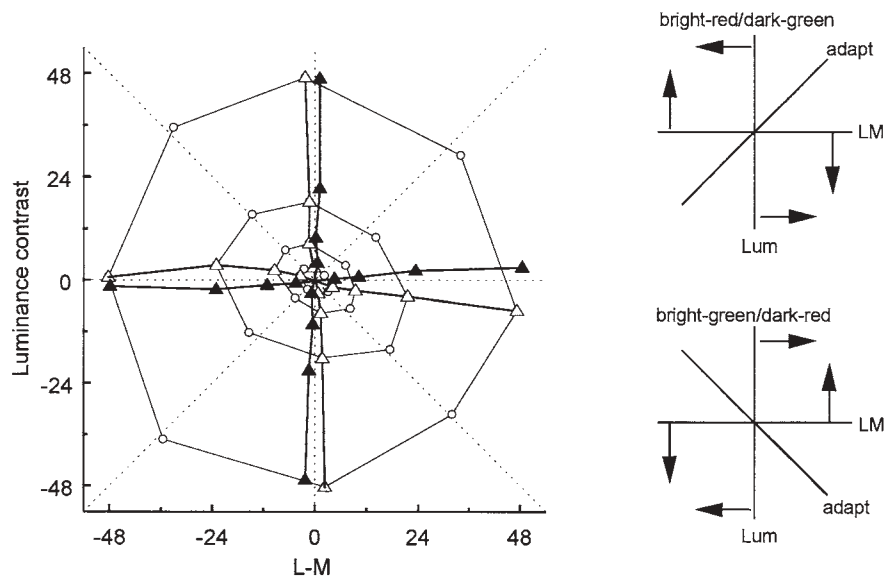 Luminance contrast
48
24
0
-24
-48
-48
-24
0
24
48
L-M
bright-red/dark-green
adapt
LM
Lum
bright-green/dark-red
LM
adapt
Lum